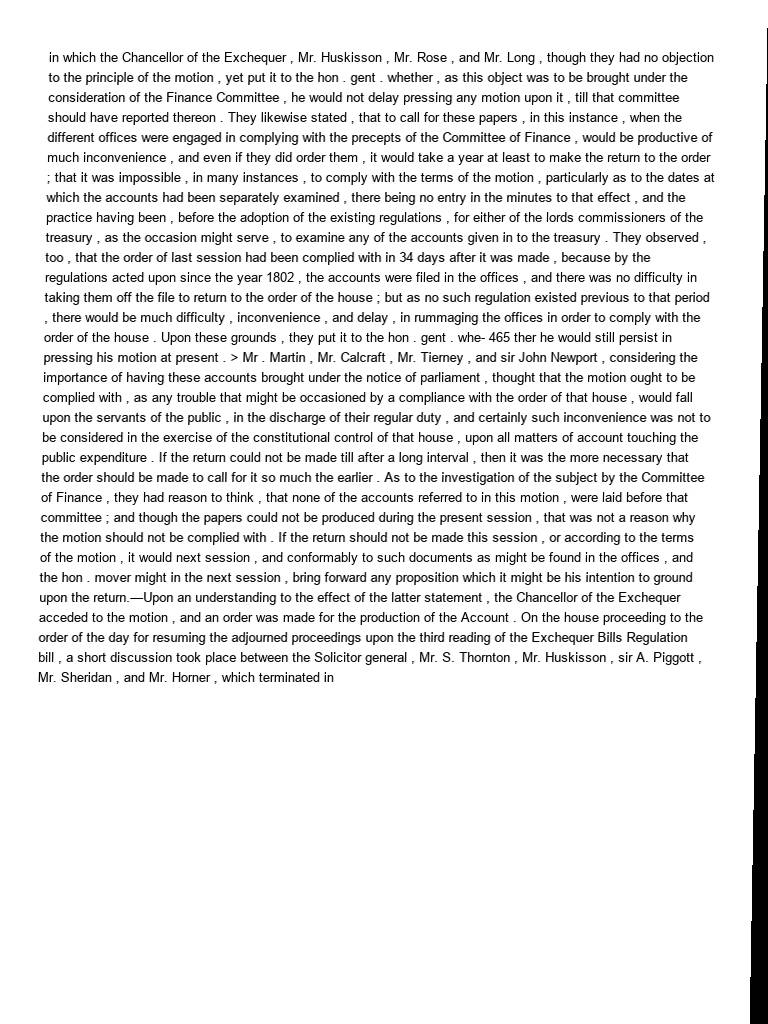 in which the Chancellor of the Exchequer , Mr. Huskisson , Mr. Rose , and Mr. Long , though they had no objection
to the principle of the motion , yet put it to the hon . gent . whether , as this object was to be brought under the
consideration of the Finance Committee , he would not delay pressing any motion upon it , till that committee
should have reported thereon . They likewise stated , that to call for these papers , in this instance , when the
different offices were engaged in complying with the precepts of the Committee of Finance , would be productive of
much inconvenience , and even if they did order them , it would take a year at least to make the return to the order
; that it was impossible , in many instances , to comply with the terms of the motion , particularly as to the dates at
which the accounts had been separately examined , there being no entry in the minutes to that effect , and the
practice having been , before the adoption of the existing regulations , for either of the lords commissioners of the
treasury , as the occasion might serve , to examine any of the accounts given in to the treasury . They observed ,
too , that the order of last session had been complied with in 34 days after it was made , because by the
regulations acted upon since the year 1802 , the accounts were filed in the offices , and there was no difficulty in
taking them off the file to return to the order of the house ; but as no such regulation existed previous to that period
, there would be much difficulty , inconvenience , and delay , in rummaging the offices in order to comply with the
order of the house . Upon these grounds , they put it to the hon . gent . whe- 465 ther he would still persist in
pressing his motion at present . > Mr . Martin , Mr. Calcraft , Mr. Tierney , and sir John Newport , considering the
importance of having these accounts brought under the notice of parliament , thought that the motion ought to be
complied with , as any trouble that might be occasioned by a compliance with the order of that house , would fall
upon the servants of the public , in the discharge of their regular duty , and certainly such inconvenience was not to
be considered in the exercise of the constitutional control of that house , upon all matters of account touching the
public expenditure . If the return could not be made till after a long interval , then it was the more necessary that
the order should be made to call for it so much the earlier . As to the investigation of the subject by the Committee
of Finance , they had reason to think , that none of the accounts referred to in this motion , were laid before that
committee ; and though the papers could not be produced during the present session , that was not a reason why
the motion should not be complied with . If the return should not be made this session , or according to the terms
of the motion , it would next session , and conformably to such documents as might be found in the offices , and
the hon . mover might in the next session , bring forward any proposition which it might be his intention to ground
upon the return.—Upon an understanding to the effect of the latter statement , the Chancellor of the Exchequer
acceded to the motion , and an order was made for the production of the Account . On the house proceeding to the
order of the day for resuming the adjourned proceedings upon the third reading of the Exchequer Bills Regulation
bill , a short discussion took place between the Solicitor general , Mr. S. Thornton , Mr. Huskisson , sir A. Piggott ,
Mr. Sheridan , and Mr. Horner , which terminated in